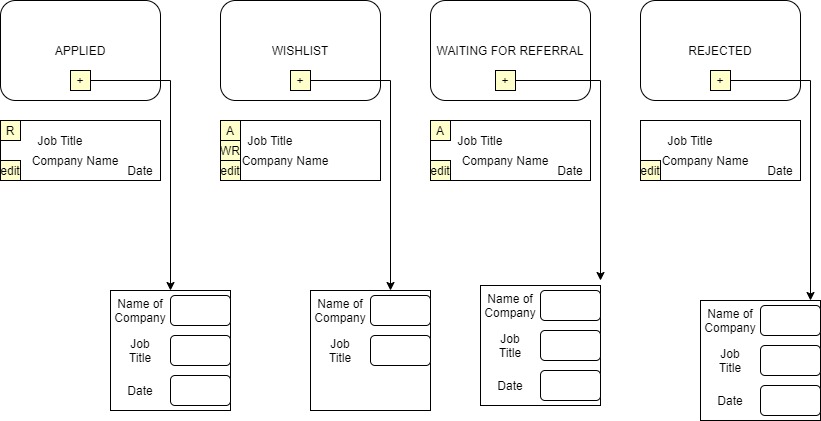 APPLIED
+
WISHLIST
+
WAITING FOR REFERRAL
+
REJECTED
+
R
Job Title
Company Name
edit
Date
A
Job Title
WR
Company Name
edit
A
Job Title
Company Name
edit
Date
Job Title
Company Name
edit
Date
Name of
Company
Job
Title
Date
Name of
Company
Job
Title
Name of
Company
Job
Title
Date
Name of
Company
Job
Title
Date